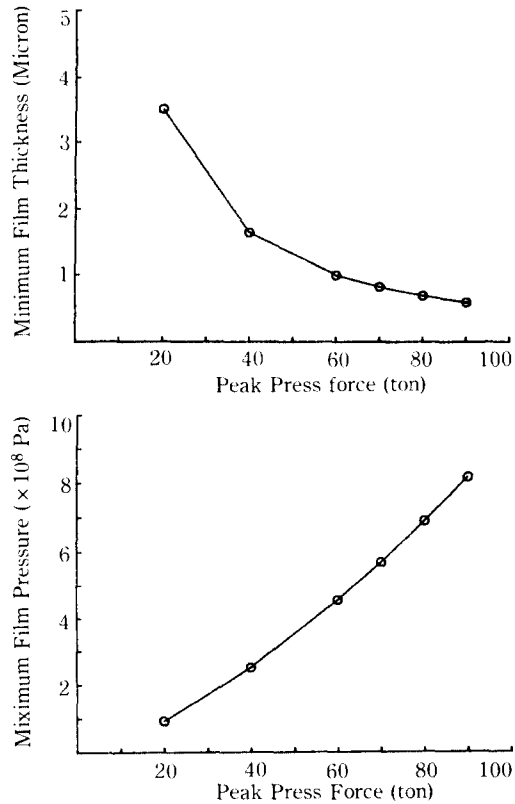 Minimum Film Thickness (Micron)
5
4
3
2
1
20 40 60 80 100
Peak Press force (ton)
Miximum Film Pressure (×10⁸ Pa)
10
8
6
4
2
20 40 60 80 100
Peak Press Force (ton)